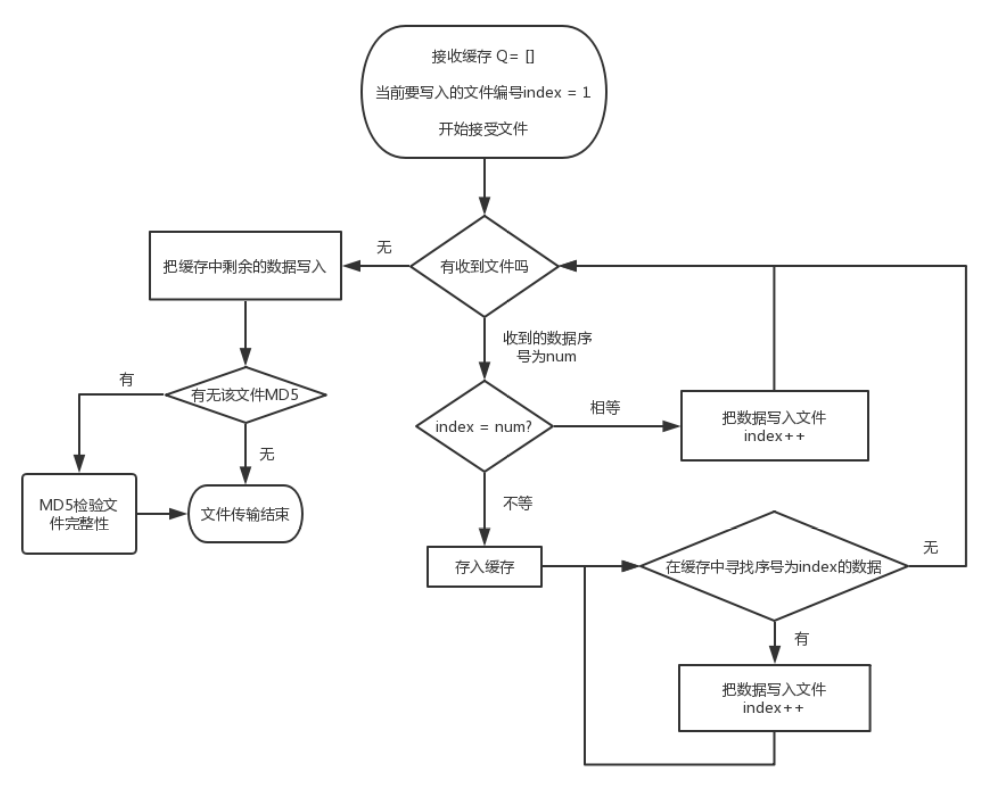 接收缓存 Q= []
当前要写入的文件编号index = 1
开始接受文件
无
把缓存中剩余的数据写入
有收到文件吗
收到的数据序
号为num
有
有无该文件MD5
无
MD5检验文
件完整性
文件传输结束
index = num?
相等
把数据写入文件
index++
不等
存入缓存
在缓存中寻找序号为index的数据
无
有
把数据写入文件
index++